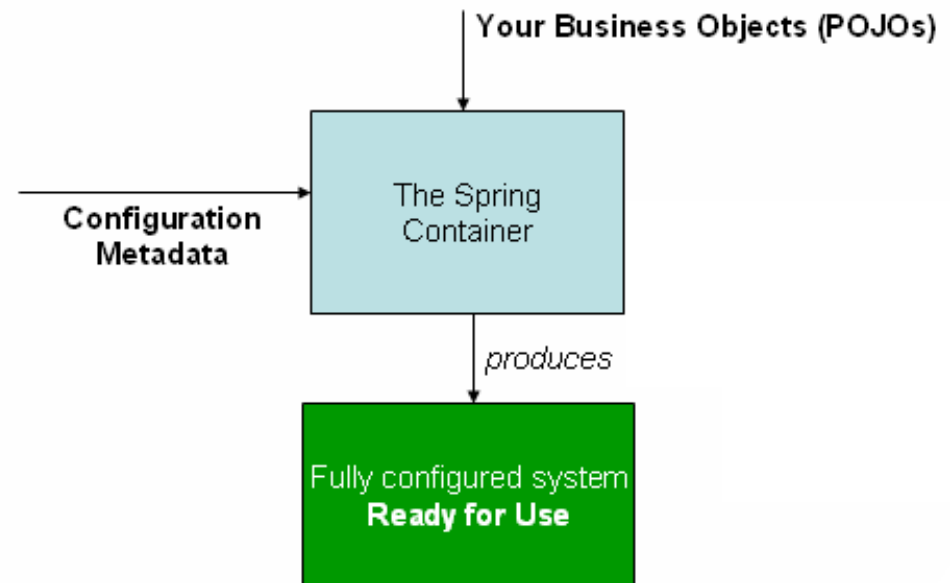 Your Business Objects (POJOs)
The Spring
Container
Configuration
Metadata
produces
Fully configured system
Ready for Use